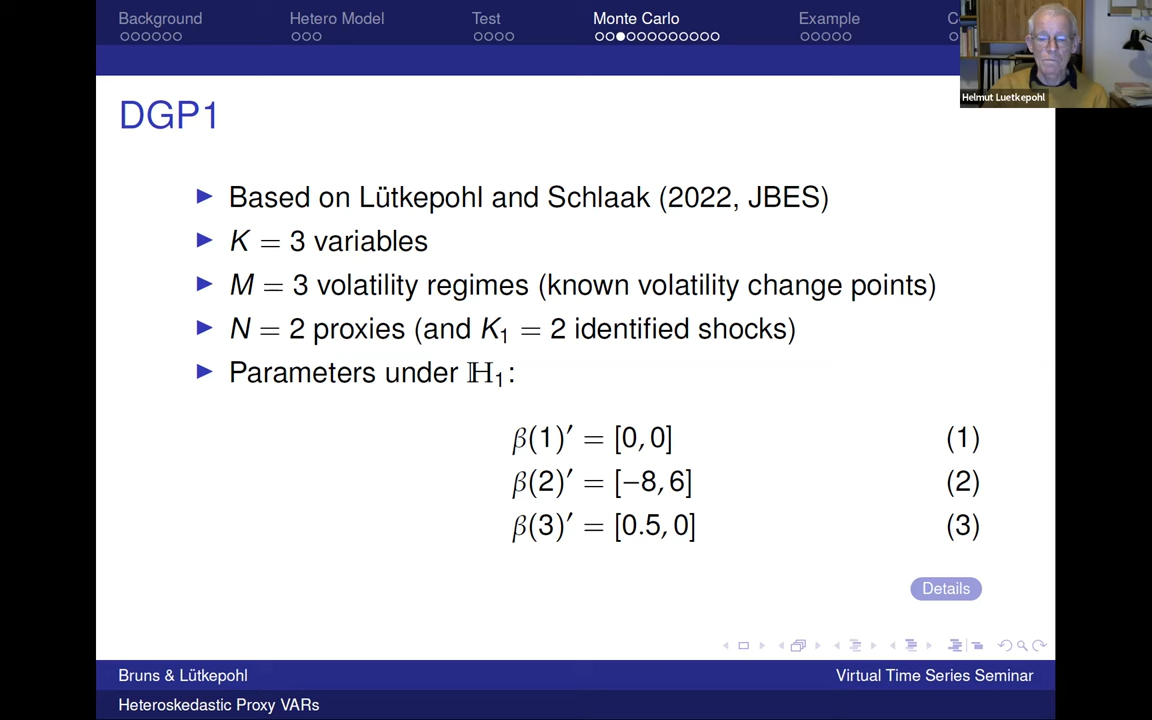 Background Hetero Model Test Monte Carlo Example C
Helmut Luetkepohl
DGP1
Based on Lütkepohl and Schlaak (2022, JBES)
K = 3 variables
M = 3 volatility regimes (known volatility change points)
N = 2 proxies (and K₁ = 2 identified shocks)
Parameters under ℍ₁:
β(1)′ = [0, 0] (1)
β(2)′ = [−8, 6] (2)
β(3)′ = [0.5, 0] (3)
Details
Bruns & Lütkepohl Virtual Time Series Seminar
Heteroskedastic Proxy VARs